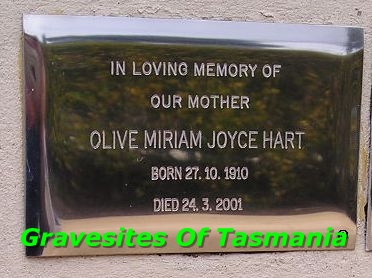 IN LOVING MEMORY OF
OUR MOTHER
OLIVE MIRIAM JOYCE HART
BORN 27. 10. 1910
DIED 24. 3. 2001
Gravesites Of Tasmania